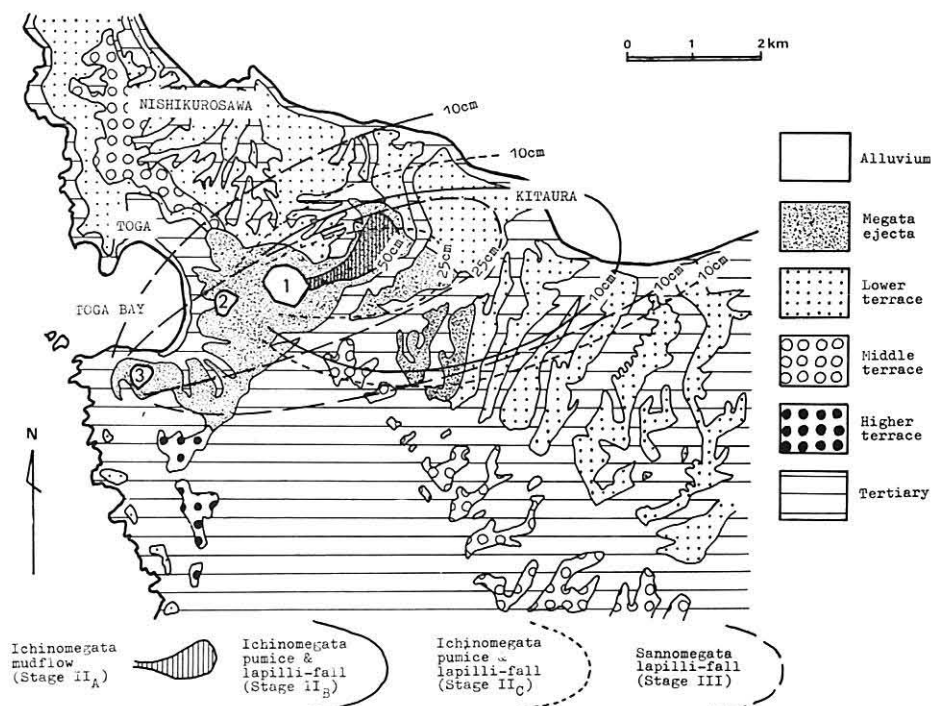 0 1 2 km
10cm
NISHIKUROSAWA
10cm
KITAURA
TOGA
50cm
25cm
25cm
1
2
10cm
10cm
10cm
TOGA BAY
3
N
Alluvium
Megata
ejecta
Lower
terrace
Middle
terrace
Higher
terrace
Tertiary
Ichinomegata
mudflow
(Stage IIA)
Ichinomegata
pumice &
lapilli-fall
(Stage IIB)
Ichinomegata
pumice &
lapilli-fall
(Stage IIC)
Sannomegata
lapilli-fall
(Stage III)